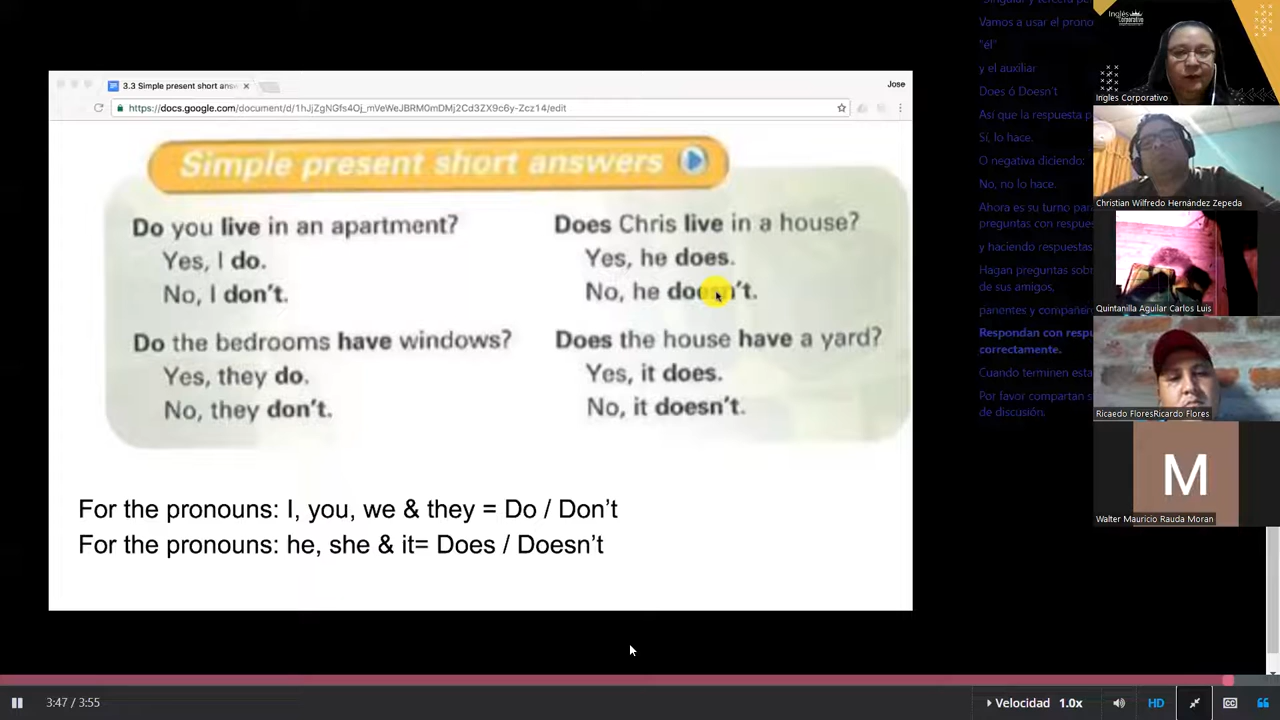 3.3 Simple present short answ
Jose
https://docs.google.com/document/d/1hJjZgNGfs4Oj_mVeWeJBRM0mDMj2Cd3ZX9c6y-Zcz14/edit
Simple present short answers
Do you live in an apartment?
Yes, I do.
No, I don't.
Do the bedrooms have windows?
Yes, they do.
No, they don't.
Does Chris live in a house?
Yes, he does.
No, he doesn't.
Does the house have a yard?
Yes, it does.
No, it doesn't.
For the pronouns: I, you, we & they = Do / Don't
For the pronouns: he, she & it= Does / Doesn't
Vamos a usar el pron
"él"
y el auxiliar
Does ó Doesn't
Así que la respuesta p
Sí, lo hace.
O negativa diciendo;
No, no lo hace.
Ahora es su turno par
preguntas con respue
y haciendo respuestas
Hagan preguntas sob
de sus amigos,
parientes y compañer
Respondan con respu
correctamente.
Cuando terminen esta
Por favor compartan s
de discusión.
Inglés
Corporativo
Ingles Corporativo
Christian Wilfredo Hernández Zepeda
Quintanilla Aguilar Carlos Luis
Ricaedo FloresRicardo Flores
M
Walter Mauricio Rauda Moran
3:47 / 3:55
Velocidad 1.0x
HD
CC